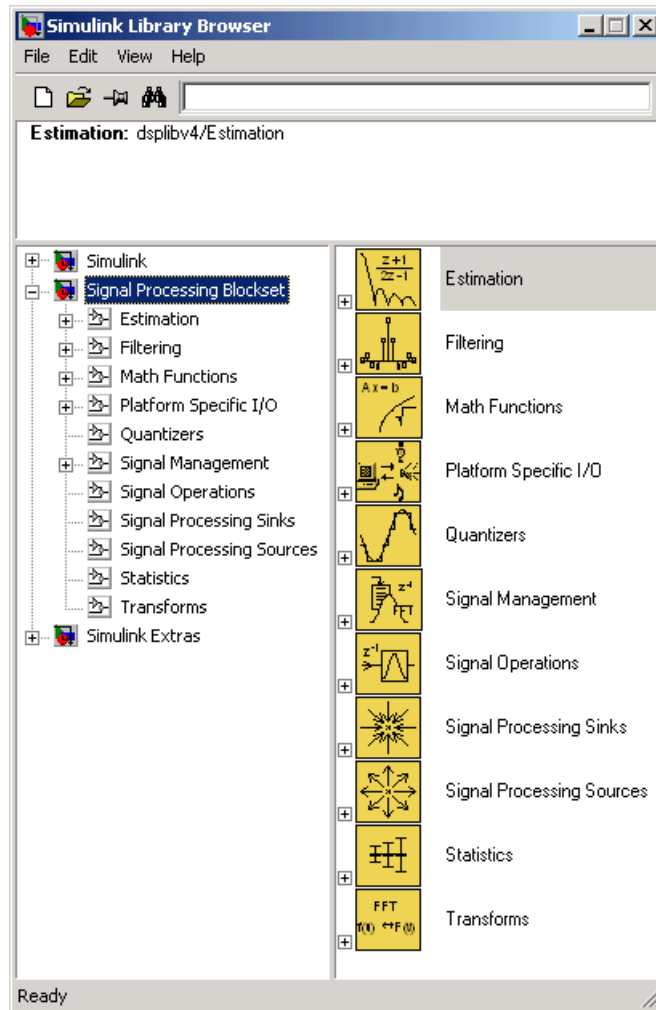 Simulink Library Browser
File Edit View Help
Estimation: dsplibv4/Estimation
Simulink
Signal Processing Blockset
Estimation
Filtering
Math Functions
Platform Specific I/O
Quantizers
Signal Management
Signal Operations
Signal Processing Sinks
Signal Processing Sources
Statistics
Transforms
Simulink Extras
z+1
2z-1
Estimation
Filtering
Ax=b
Math Functions
Platform Specific I/O
Quantizers
z-1
Signal Management
z-1
Signal Operations
Signal Processing Sinks
Signal Processing Sources
Statistics
FFT
Transforms
Ready